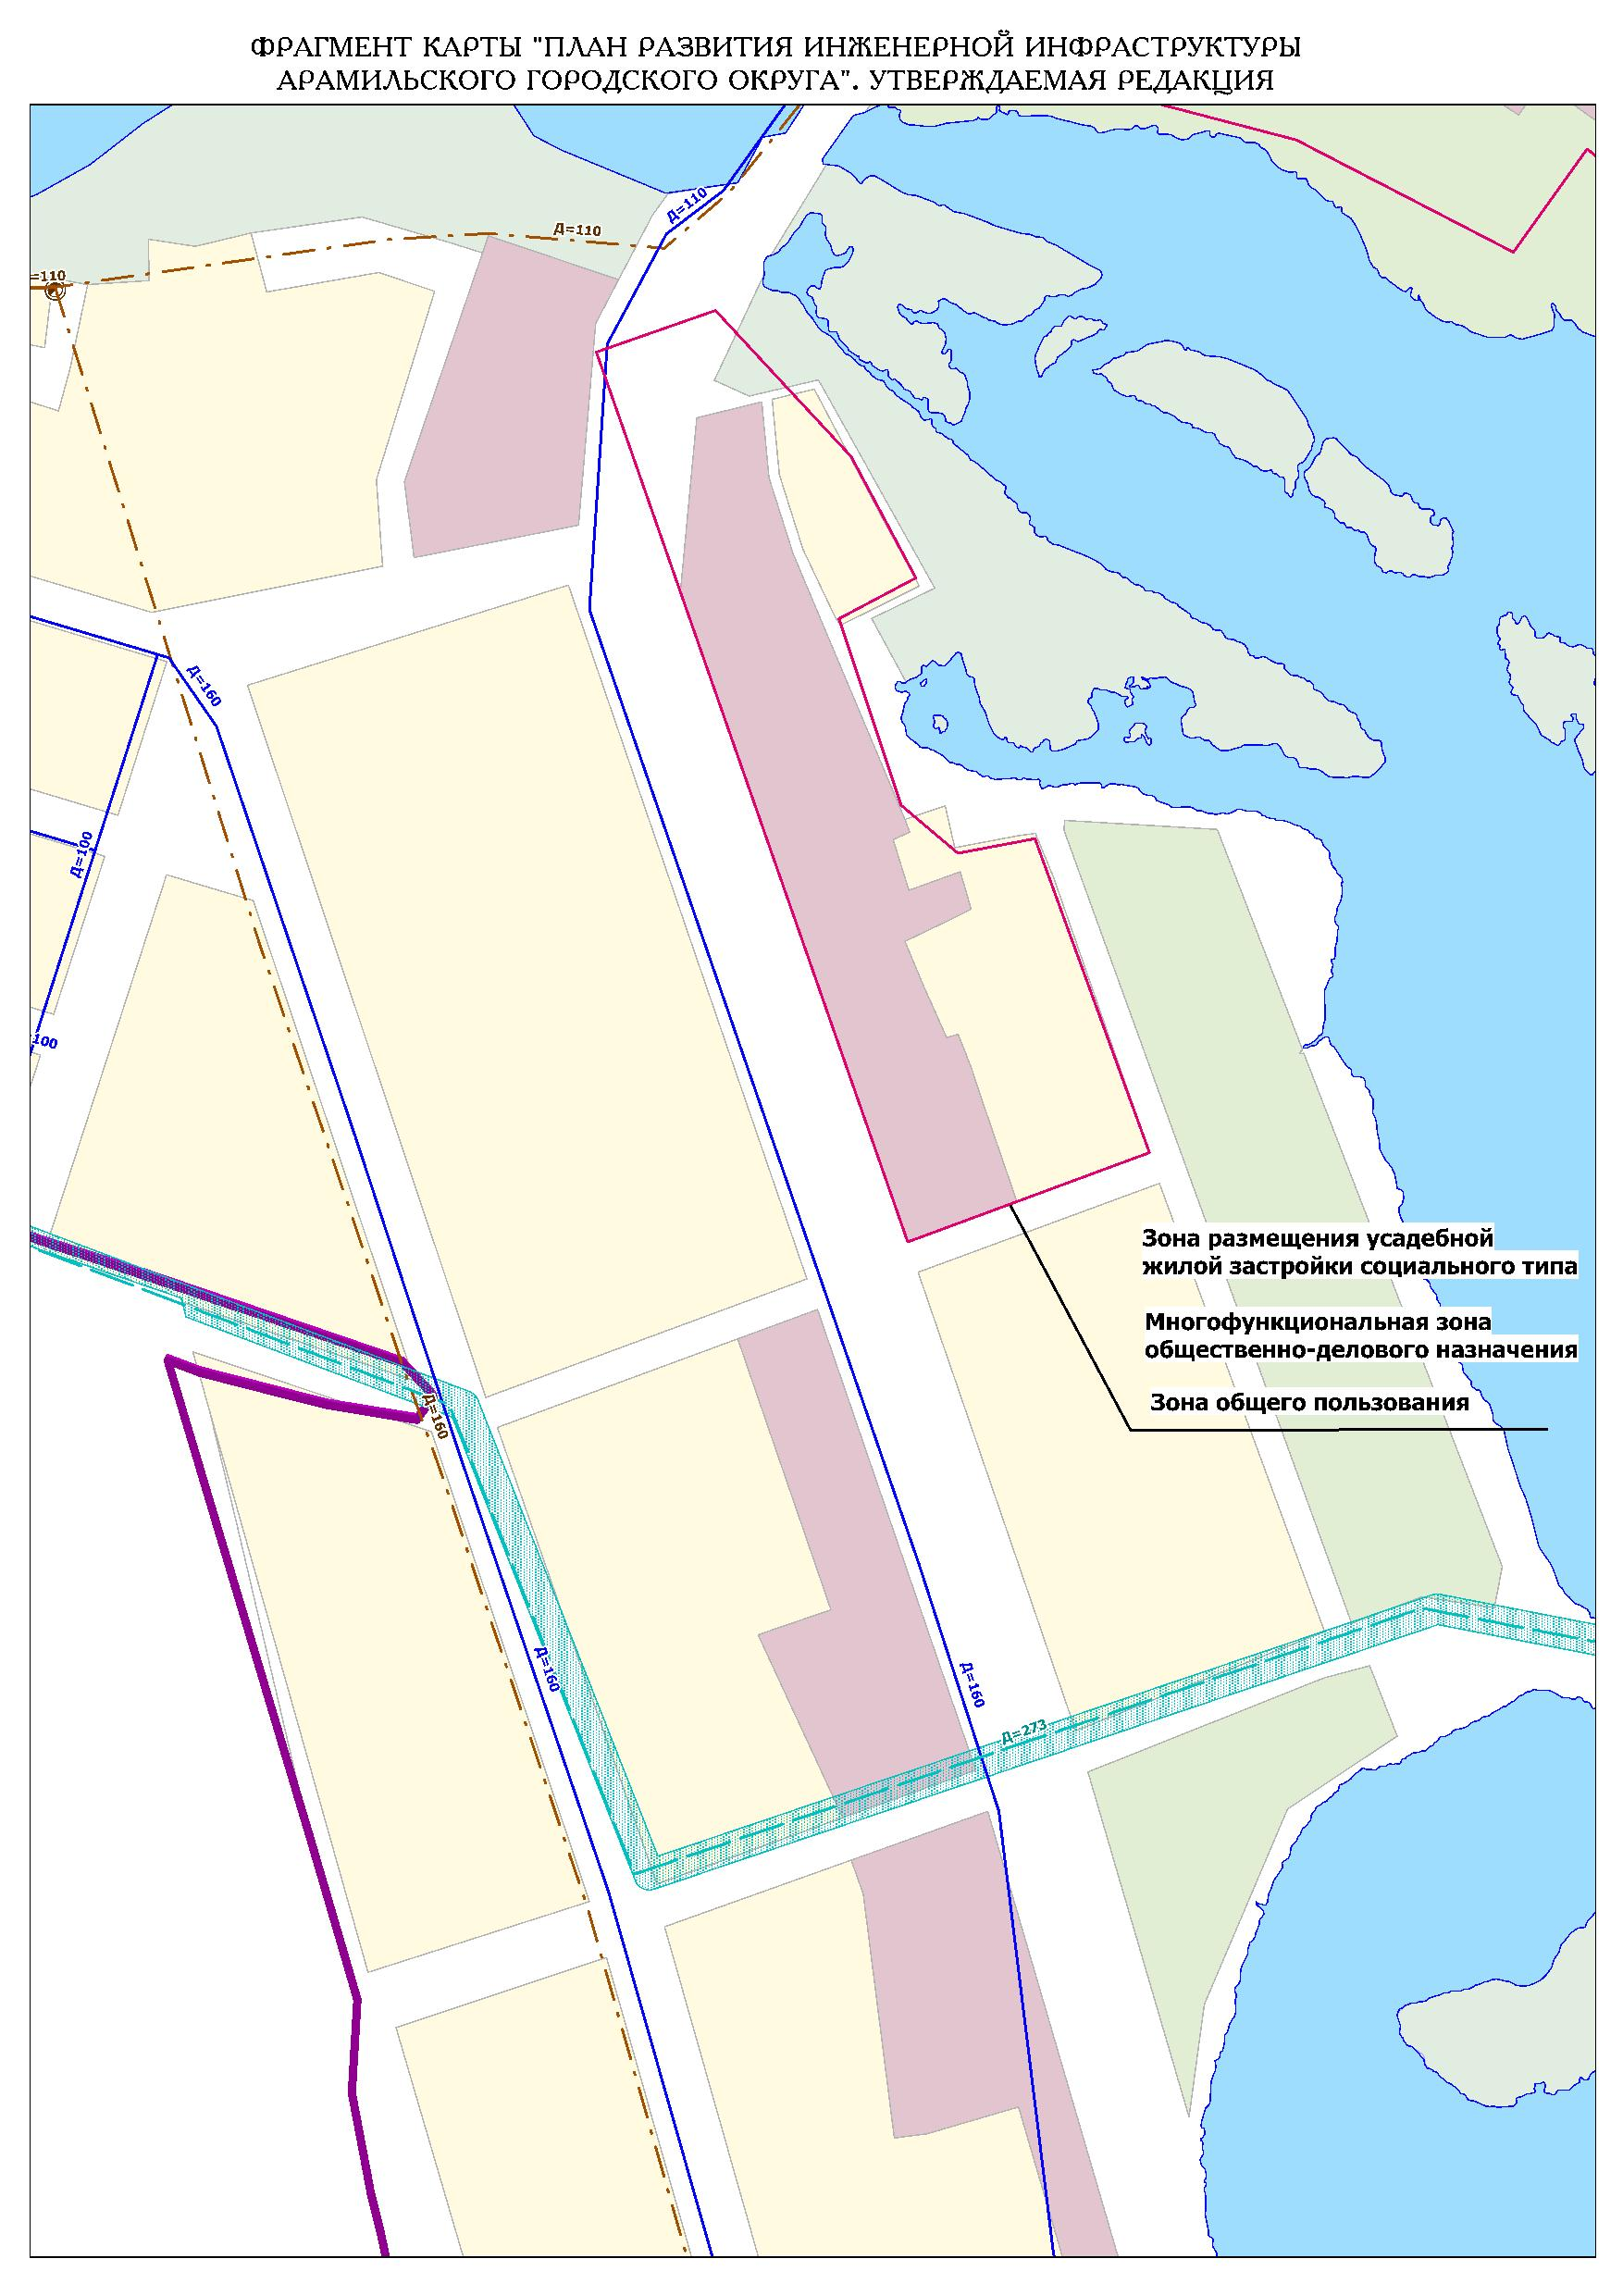 ФРАГМЕНТ КАРТЫ "ПЛАН РАЗВИТИЯ ИНЖЕНЕРНОЙ ИНФРАСТРУКТУРЫ
АРАМИЛЬСКОГО ГОРОДСКОГО ОКРУГА". УТВЕРЖДАЕМАЯ РЕДАКЦИЯ
Д=110
Д=110
=110
Д=160
Д=100
100
Зона размещения усадебной
жилой застройки социального типа
Многофункциональная зона
общественно-делового назначения
Зона общего пользования
Д=160
Д=160
Д=160
Д=273